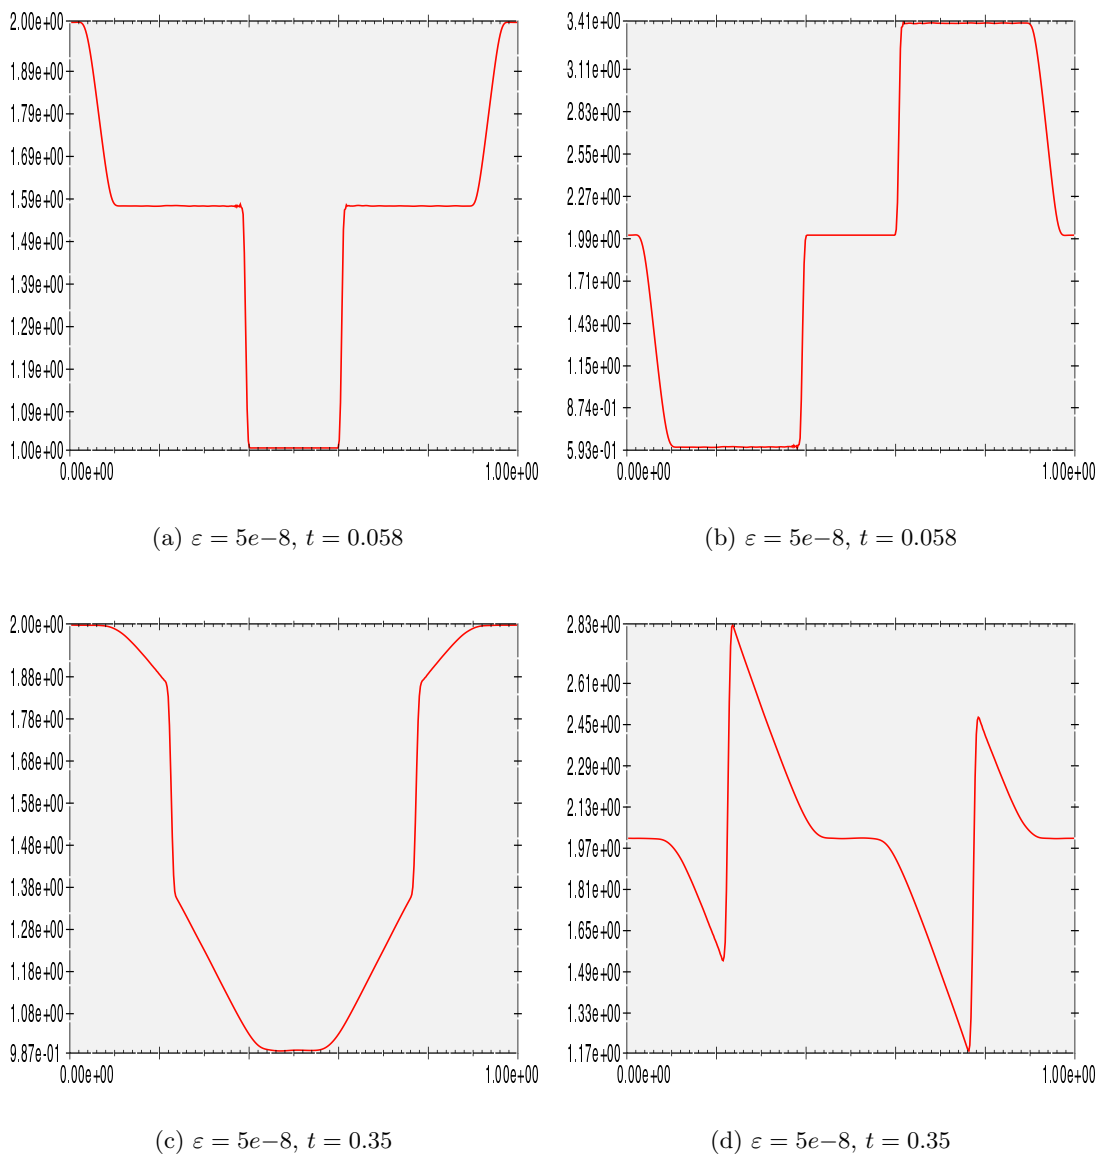 2.00e+00
1.89e+00
1.79e+00
1.69e+00
1.59e+00
1.49e+00
1.39e+00
1.29e+00
1.19e+00
1.09e+00
1.00e+00
0.00e+00 1.00e+00
3.41e+00
3.11e+00
2.83e+00
2.55e+00
2.27e+00
1.99e+00
1.71e+00
1.43e+00
1.15e+00
8.74e-01
5.93e-01
0.00e+00 1.00e+00
(a) ε = 5e−8, t = 0.058
(b) ε = 5e−8, t = 0.058
2.00e+00
1.88e+00
1.78e+00
1.68e+00
1.58e+00
1.48e+00
1.38e+00
1.28e+00
1.18e+00
1.08e+00
9.87e-01
0.00e+00 1.00e+00
2.83e+00
2.61e+00
2.45e+00
2.29e+00
2.13e+00
1.97e+00
1.81e+00
1.65e+00
1.49e+00
1.33e+00
1.17e+00
0.00e+00 1.00e+00
(c) ε = 5e−8, t = 0.35
(d) ε = 5e−8, t = 0.35